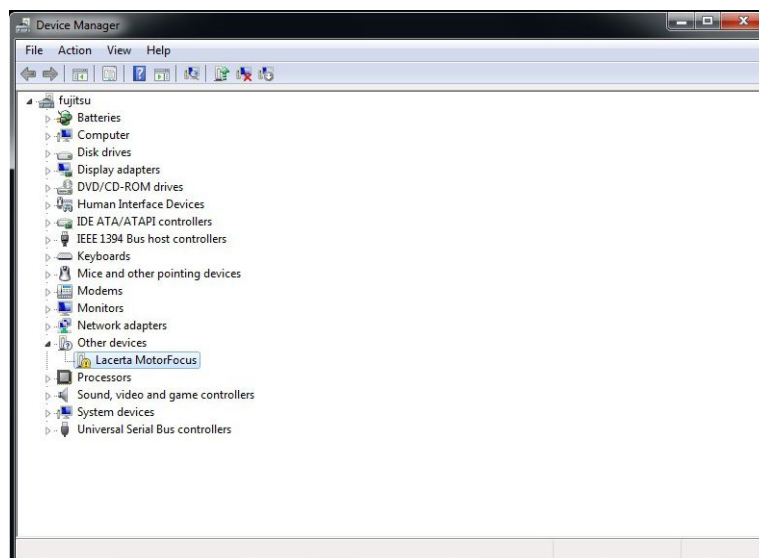 Device Manager
File Action View Help
fujitsu
Batteries
Computer
Disk drives
Display adapters
DVD/CD-ROM drives
Human Interface Devices
IDE ATA/ATAPI controllers
IEEE 1394 Bus host controllers
Keyboards
Mice and other pointing devices
Modems
Monitors
Network adapters
Other devices
Lacerta MotorFocus
Processors
Sound, video and game controllers
System devices
Universal Serial Bus controllers